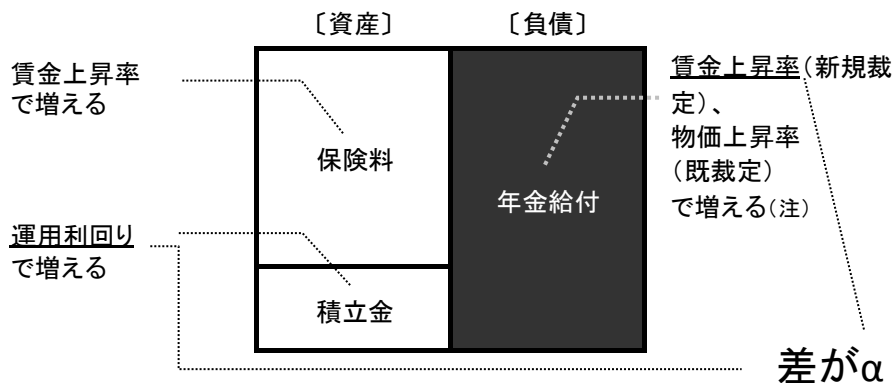 〔資産〕
〔負債〕
賃金上昇率
で増える
保険料
運用利回り
で増える
積立金
年金給付
賃金上昇率(新規裁
定)、
物価上昇率
(既裁定)
で増える(注)
差がα